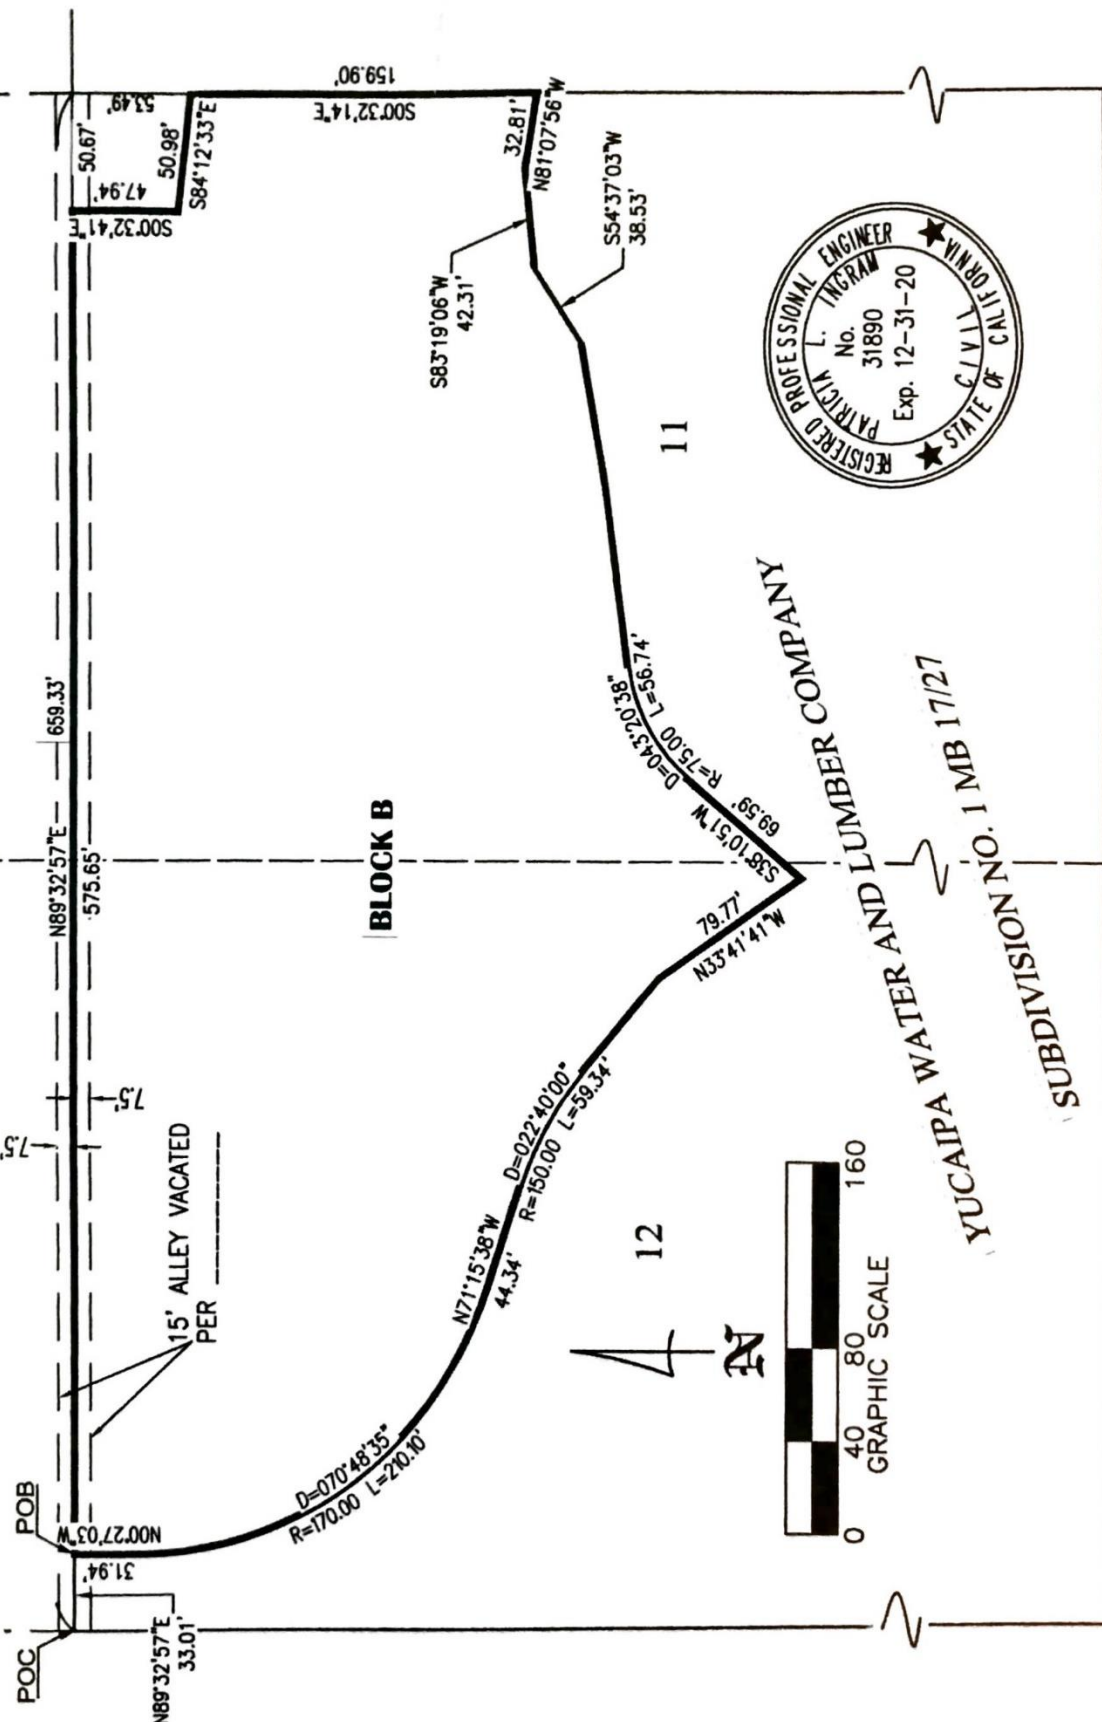 POC
POB
N89°32'57"E
659.33'
575.65'
N89°32'57"E
33.01'
31.94'
N00°27'03"W
7.5'
7.5'
15' ALLEY VACATED
PER
50.67'
53.49'
47.94'
S00°32'41"E
50.98'
S84°12'33"E
159.90'
S00°32'14"E
32.81'
N81°07'56"W
S83°19'06"W
42.31'
S54°37'03"W
38.53'
BLOCK B
D=043°20'38"
R=75.00 L=56.74'
69.59'
S38°10'51"W
79.77'
N33°41'41"W
D=022°40'00"
R=150.00 L=59.34'
N71°15'38"W
44.34'
D=070°48'35"
R=170.00 L=210.10'
11
12
YUCAIPA WATER AND LUMBER COMPANY
SUBDIVISION NO. 1 MB 17/27
REGISTERED PROFESSIONAL ENGINEER
PATRICIA L. INGRAM
No.
31890
Exp. 12-31-20
CIVIL
STATE OF CALIFORNIA
N
0 40 80 160
GRAPHIC SCALE